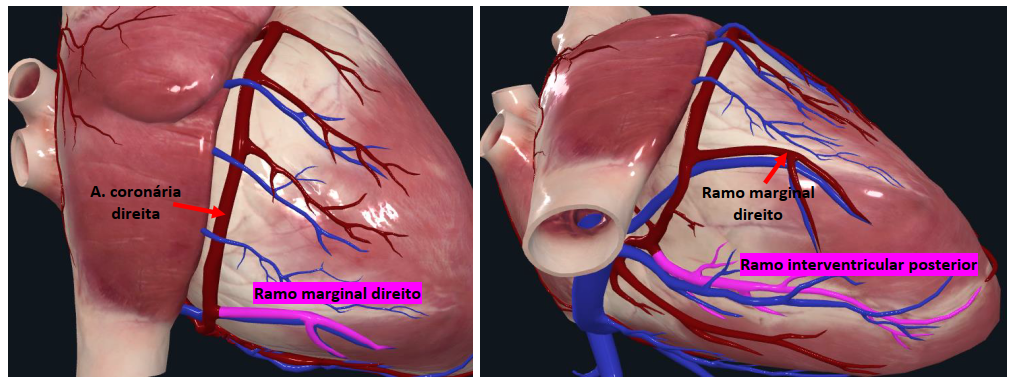 A. coronária
direita
Ramo marginal direito
Ramo marginal
direito
Ramo interventricular posterior